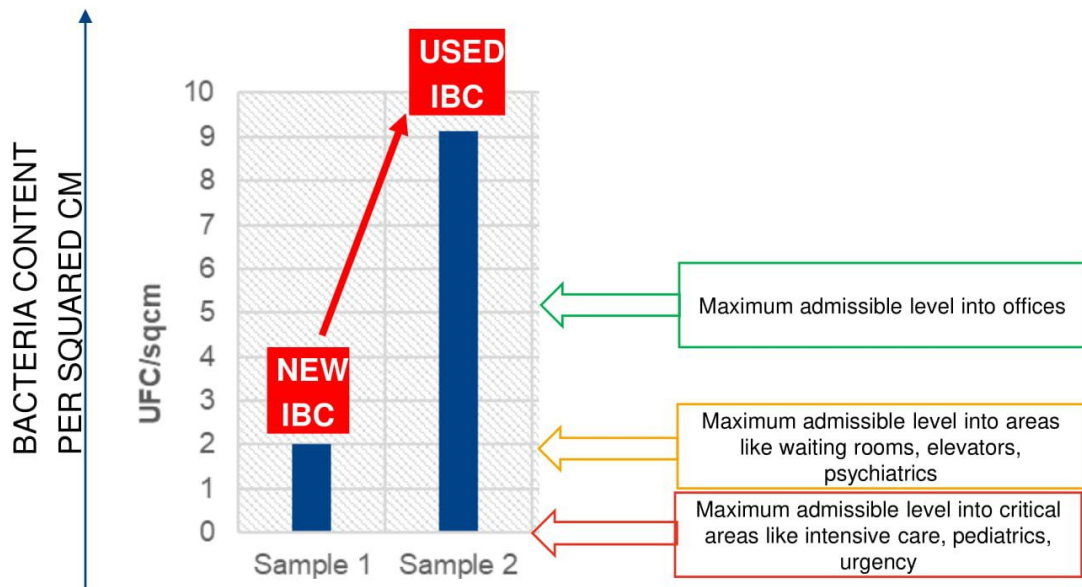 BACTERIA CONTENT
PER SQUARED CM
UFC/sqcm
10
9
8
7
6
5
4
3
2
1
0
NEW
IBC
USED
IBC
Sample 1
Sample 2
Maximum admissible level into offices
Maximum admissible level into areas
like waiting rooms, elevators,
psychiatrics
Maximum admissible level into critical
areas like intensive care, pediatrics,
urgency